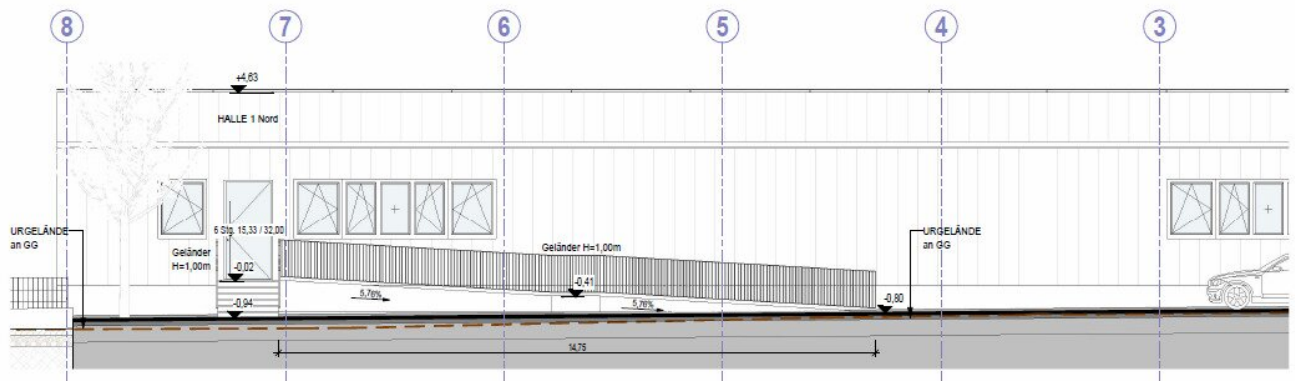 8
7
6
5
4
3
+4,63
HALLE 1 Nord
6 Stg. 15,33 / 32,00
URGELÄNDE
an GG
Geländer
H=1,00m
Geländer H=1,00m
URGELÄNDE
an GG
-0,02
-0,41
5,76%
5,76%
-0,94
-0,80
14,75